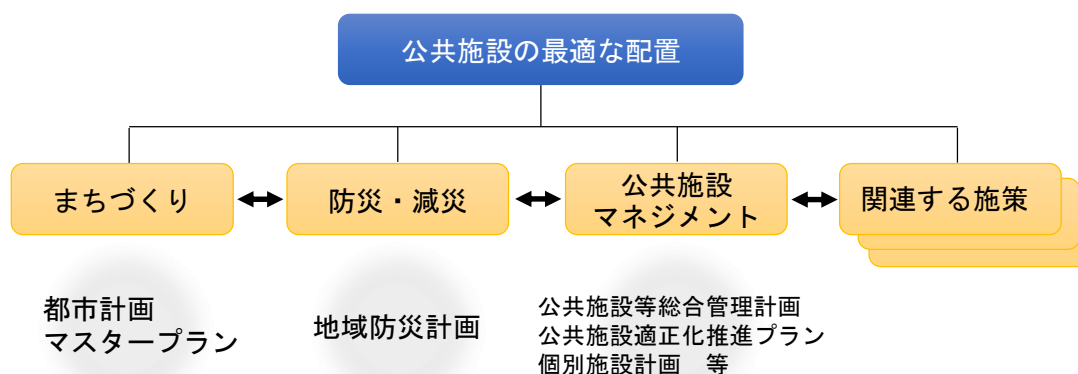 公共施設の最適な配置
まちづくり
防災・減災
公共施設
マネジメント
関連する施策
都市計画
マスタープラン
地域防災計画
公共施設等総合管理計画
公共施設適正化推進プラン
個別施設計画　等